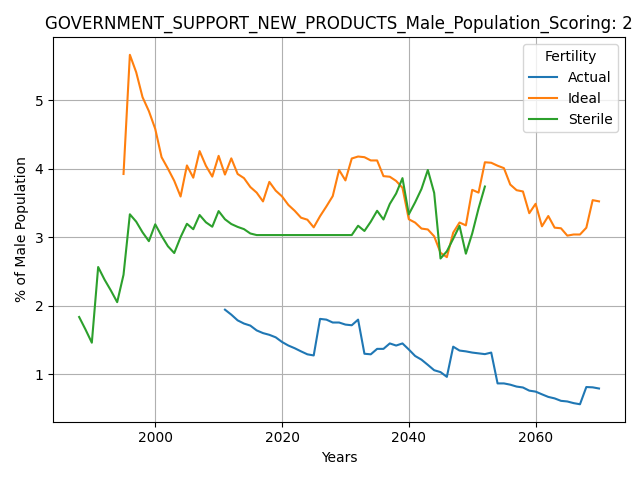 GOVERNMENT_SUPPORT_NEW_PRODUCTS_Male_Population_Scoring: 2
Fertility
Actual
Ideal
Sterile
% of Male Population
5
4
3
2
1
2000
2020
2040
2060
Years